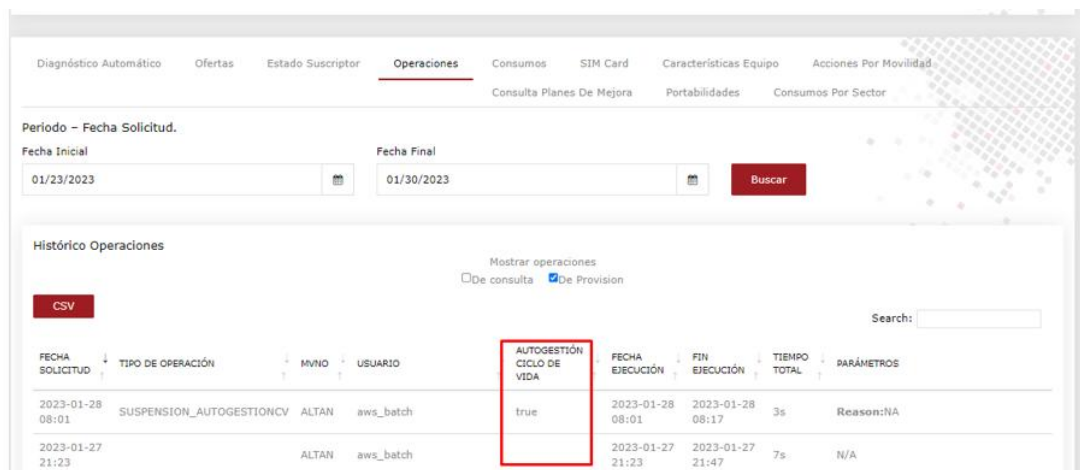 Diagnóstico Automático Ofertas Estado Suscriptor Operaciones Consumos SIM Card Características Equipo Acciones Por Movilidad
Consulta Planes De Mejora Portabilidades Consumos Por Sector
Periodo – Fecha Solicitud.
Fecha Inicial Fecha Final
01/23/2023 01/30/2023 Buscar
Histórico Operaciones
Mostrar operaciones
De consulta De Provision
CSV
Search:
FECHA SOLICITUD TIPO DE OPERACIÓN MVNO USUARIO AUTOGESTIÓN CICLO DE VIDA FECHA EJECUCIÓN FIN EJECUCIÓN TIEMPO TOTAL PARÁMETROS
2023-01-28 08:01 SUSPENSION_AUTOGESTIONCV ALTAN aws_batch true 2023-01-28 08:01 2023-01-28 08:17 3s Reason:NA
2023-01-27 21:23 ALTAN aws_batch 2023-01-27 21:23 2023-01-27 21:47 7s N/A